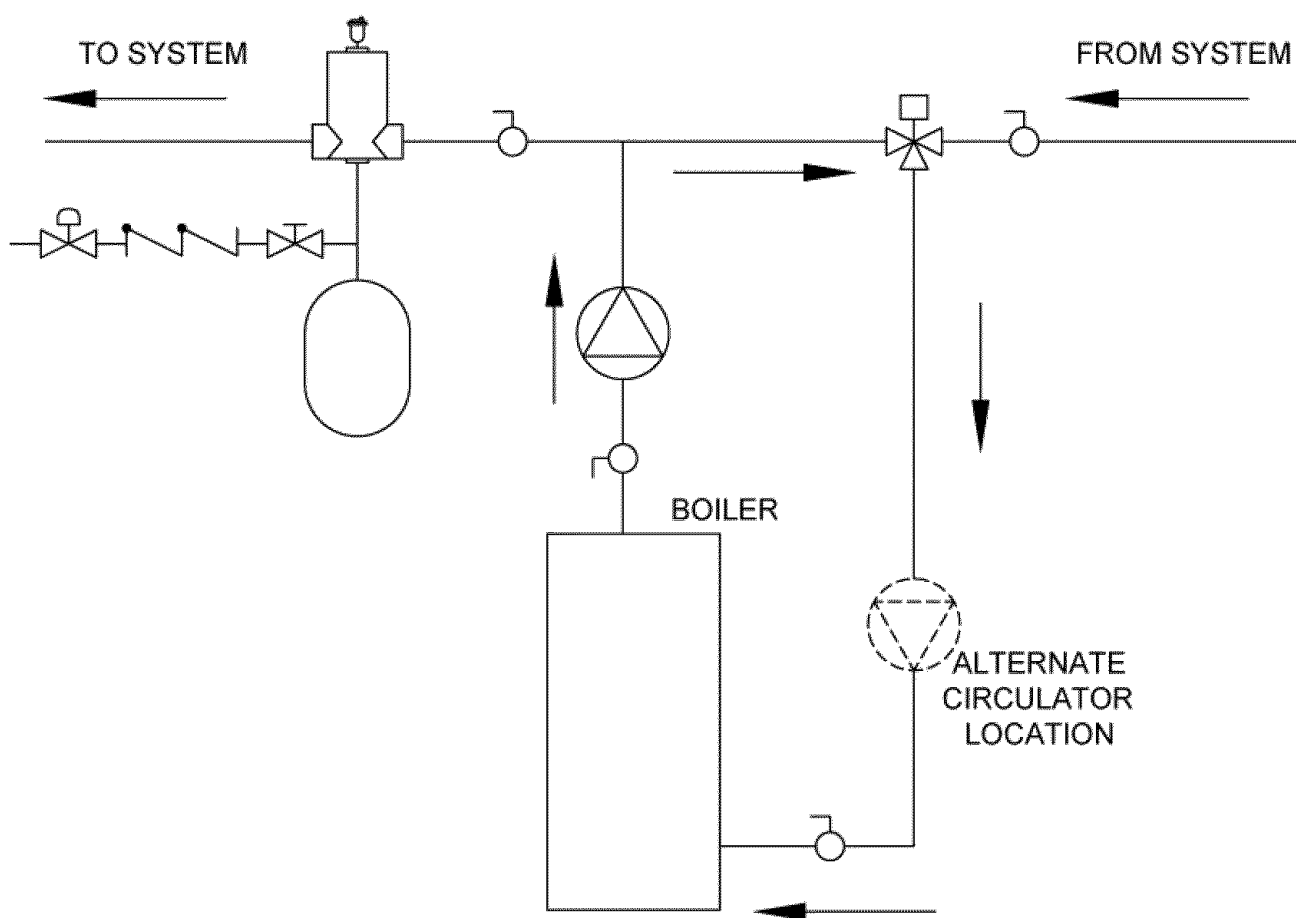 TO SYSTEM
FROM SYSTEM
BOILER
ALTERNATE
CIRCULATOR
LOCATION